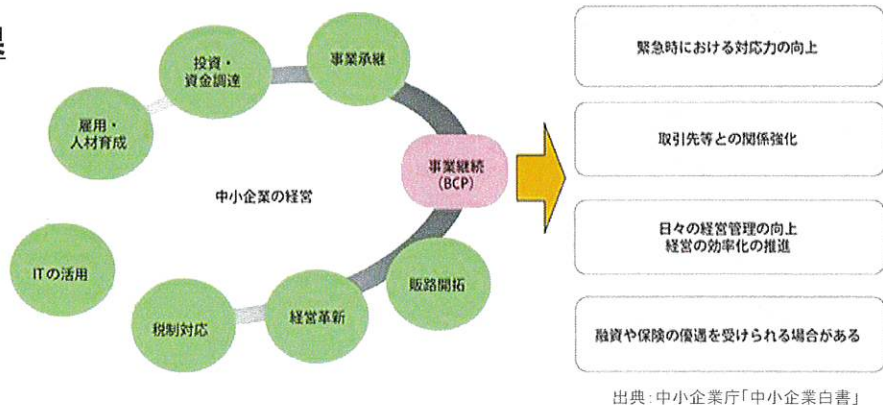 投資・
資金調達
事業承継
雇用・
人材育成
事業継続
(BCP)
中小企業の経営
ITの活用
販路開拓
税制対応
経営革新
緊急時における対応力の向上
取引先等との関係強化
日々の経営管理の向上
経営の効率化の推進
融資や保険の優遇を受けられる場合がある
出典:中小企業庁「中小企業白書」